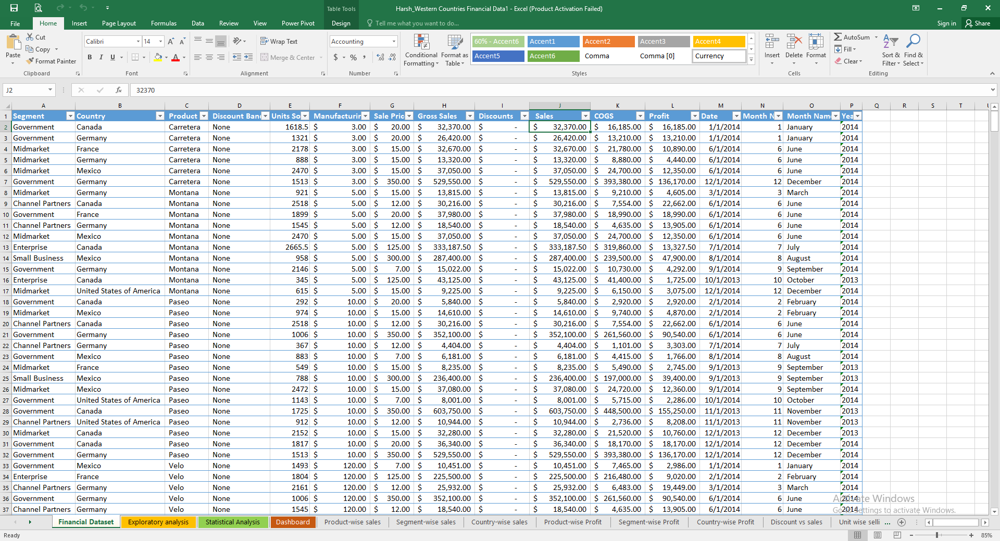 Table Tools
Harsh_Western Countries Financial Data1 - Excel (Product Activation Failed)
File Home Insert Page Layout Formulas Data Review View Power Pivot Design Tell me what you want to do... Sign in Share
Paste Cut Copy Format Painter Clipboard
Calibri 14 B I U A Font
Wrap Text Merge & Center Alignment
Accounting $ % , Number
Conditional Formatting Format as Table
60% - Accent6 Accent1 Accent2 Accent3 Accent4
Accent5 Accent6 Comma Comma [0] Currency
Styles
Insert Delete Format Cells
AutoSum Fill Clear Sort & Filter Find & Select Editing
J2 fx 32370
A B C D E F G H I J K L M N O P Q R S T
1 Segment Country Product Discount Ban Units So Manufacturir Sale Pric Gross Sales Discounts Sales COGS Profit Date Month N Month Nam Yea
2 Government Canada Carretera None 1618.5 $ 3.00 $ 20.00 $ 32,370.00 $ - $ 32,370.00 $ 16,185.00 $ 16,185.00 1/1/2014 1 January 2014
3 Government Germany Carretera None 1321 $ 3.00 $ 20.00 $ 26,420.00 $ - $ 26,420.00 $ 13,210.00 $ 13,210.00 1/1/2014 1 January 2014
4 Midmarket France Carretera None 2178 $ 3.00 $ 15.00 $ 32,670.00 $ - $ 32,670.00 $ 21,780.00 $ 10,890.00 6/1/2014 6 June 2014
5 Midmarket Germany Carretera None 888 $ 3.00 $ 15.00 $ 13,320.00 $ - $ 13,320.00 $ 8,880.00 $ 4,440.00 6/1/2014 6 June 2014
6 Midmarket Mexico Carretera None 2470 $ 3.00 $ 15.00 $ 37,050.00 $ - $ 37,050.00 $ 24,700.00 $ 12,350.00 6/1/2014 6 June 2014
7 Government Germany Carretera None 1513 $ 3.00 $ 350.00 $ 529,550.00 $ - $ 529,550.00 $ 393,380.00 $ 136,170.00 12/1/2014 12 December 2014
8 Midmarket Germany Montana None 921 $ 5.00 $ 15.00 $ 13,815.00 $ - $ 13,815.00 $ 9,210.00 $ 4,605.00 3/1/2014 3 March 2014
9 Channel Partners Canada Montana None 2518 $ 5.00 $ 12.00 $ 30,216.00 $ - $ 30,216.00 $ 7,554.00 $ 22,662.00 6/1/2014 6 June 2014
10 Government France Montana None 1899 $ 5.00 $ 20.00 $ 37,980.00 $ - $ 37,980.00 $ 18,990.00 $ 18,990.00 6/1/2014 6 June 2014
11 Channel Partners Germany Montana None 1545 $ 5.00 $ 12.00 $ 18,540.00 $ - $ 18,540.00 $ 4,635.00 $ 13,905.00 6/1/2014 6 June 2014
12 Midmarket Mexico Montana None 2470 $ 5.00 $ 15.00 $ 37,050.00 $ - $ 37,050.00 $ 24,700.00 $ 12,350.00 6/1/2014 6 June 2014
13 Enterprise Canada Montana None 2665.5 $ 5.00 $ 125.00 $ 333,187.50 $ - $ 333,187.50 $ 319,860.00 $ 13,327.50 7/1/2014 7 July 2014
14 Small Business Mexico Montana None 958 $ 5.00 $ 300.00 $ 287,400.00 $ - $ 287,400.00 $ 239,500.00 $ 47,900.00 8/1/2014 8 August 2014
15 Government Germany Montana None 2146 $ 5.00 $ 7.00 $ 15,022.00 $ - $ 15,022.00 $ 10,730.00 $ 4,292.00 9/1/2014 9 September 2014
16 Enterprise Canada Montana None 345 $ 5.00 $ 125.00 $ 43,125.00 $ - $ 43,125.00 $ 41,400.00 $ 1,725.00 10/1/2013 10 October 2013
17 Midmarket United States of America Montana None 615 $ 5.00 $ 15.00 $ 9,225.00 $ - $ 9,225.00 $ 6,150.00 $ 3,075.00 12/1/2014 12 December 2014
18 Government Canada Paseo None 292 $ 10.00 $ 20.00 $ 5,840.00 $ - $ 5,840.00 $ 2,920.00 $ 2,920.00 2/1/2014 2 February 2014
19 Midmarket Mexico Paseo None 974 $ 10.00 $ 15.00 $ 14,610.00 $ - $ 14,610.00 $ 9,740.00 $ 4,870.00 2/1/2014 2 February 2014
20 Channel Partners Canada Paseo None 2518 $ 10.00 $ 12.00 $ 30,216.00 $ - $ 30,216.00 $ 7,554.00 $ 22,662.00 6/1/2014 6 June 2014
21 Government Germany Paseo None 1006 $ 10.00 $ 350.00 $ 352,100.00 $ - $ 352,100.00 $ 261,560.00 $ 90,540.00 6/1/2014 6 June 2014
22 Channel Partners Germany Paseo None 367 $ 10.00 $ 12.00 $ 4,404.00 $ - $ 4,404.00 $ 1,101.00 $ 3,303.00 7/1/2014 7 July 2014
23 Government Mexico Paseo None 883 $ 10.00 $ 7.00 $ 6,181.00 $ - $ 6,181.00 $ 4,415.00 $ 1,766.00 8/1/2014 8 August 2014
24 Midmarket France Paseo None 549 $ 10.00 $ 15.00 $ 8,235.00 $ - $ 8,235.00 $ 5,490.00 $ 2,745.00 9/1/2013 9 September 2013
25 Small Business Mexico Paseo None 788 $ 10.00 $ 300.00 $ 236,400.00 $ - $ 236,400.00 $ 197,000.00 $ 39,400.00 9/1/2013 9 September 2013
26 Midmarket Mexico Paseo None 2472 $ 10.00 $ 15.00 $ 37,080.00 $ - $ 37,080.00 $ 24,720.00 $ 12,360.00 9/1/2014 9 September 2014
27 Government United States of America Paseo None 1143 $ 10.00 $ 7.00 $ 8,001.00 $ - $ 8,001.00 $ 5,715.00 $ 2,286.00 10/1/2014 10 October 2014
28 Government Canada Paseo None 1725 $ 10.00 $ 350.00 $ 603,750.00 $ - $ 603,750.00 $ 448,500.00 $ 155,250.00 11/1/2013 11 November 2013
29 Channel Partners United States of America Paseo None 912 $ 10.00 $ 12.00 $ 10,944.00 $ - $ 10,944.00 $ 2,736.00 $ 8,208.00 11/1/2013 11 November 2013
30 Midmarket Canada Paseo None 2152 $ 10.00 $ 15.00 $ 32,280.00 $ - $ 32,280.00 $ 21,520.00 $ 10,760.00 12/1/2013 12 December 2013
31 Government Canada Paseo None 1817 $ 10.00 $ 20.00 $ 36,340.00 $ - $ 36,340.00 $ 18,170.00 $ 18,170.00 12/1/2014 12 December 2014
32 Government Germany Paseo None 1513 $ 10.00 $ 350.00 $ 529,550.00 $ - $ 529,550.00 $ 393,380.00 $ 136,170.00 12/1/2014 12 December 2014
33 Government Mexico Velo None 1493 $ 120.00 $ 7.00 $ 10,451.00 $ - $ 10,451.00 $ 7,465.00 $ 2,986.00 1/1/2014 1 January 2014
34 Enterprise France Velo None 1804 $ 120.00 $ 125.00 $ 225,500.00 $ - $ 225,500.00 $ 216,480.00 $ 9,020.00 2/1/2014 2 February 2014
35 Channel Partners Germany Velo None 2161 $ 120.00 $ 12.00 $ 25,932.00 $ - $ 25,932.00 $ 6,483.00 $ 19,449.00 3/1/2014 3 March 2014
36 Government Germany Velo None 1006 $ 120.00 $ 350.00 $ 352,100.00 $ - $ 352,100.00 $ 261,560.00 $ 90,540.00 6/1/2014 6 June 2014
37 Channel Partners Germany Velo None 1545 $ 120.00 $ 12.00 $ 18,540.00 $ - $ 18,540.00 $ 4,635.00 $ 13,905.00 6/1/2014 6 June 2014
Activate Windows
Go to Settings to activate Windows.
Financial Dataset Exploratory analysis Statistical Analysis Dashboard Product-wise sales Segment-wise sales Country-wise sales Product-wise Profit Segment-wise Profit Country-wise Profit Discount vs sales Unit wise selli ...
Ready 85%